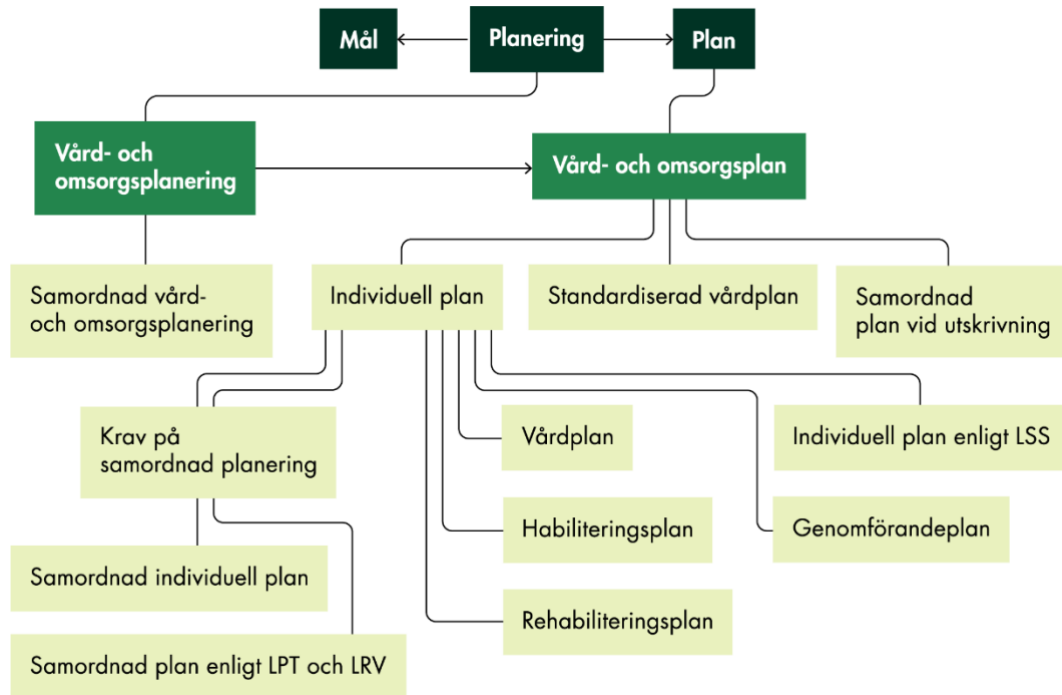 Mål
Planering
Plan
Vård- och
omsorgsplanering
Vård- och omsorgsplan
Samordnad vård-
och omsorgsplanering
Individuell plan
Standardiserad vårdplan
Samordnad
plan vid utskrivning
Krav på
samordnad planering
Vårdplan
Individuell plan enligt LSS
Habiliteringsplan
Genomförandeplan
Samordnad individuell plan
Rehabiliteringsplan
Samordnad plan enligt LPT och LRV